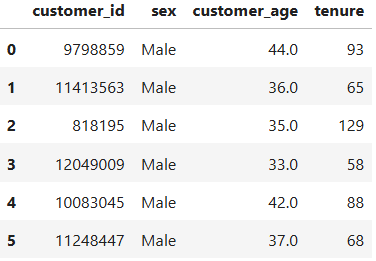 customer_id sex customer_age tenure
0 9798859 Male 44.0 93
1 11413563 Male 36.0 65
2 818195 Male 35.0 129
3 12049009 Male 33.0 58
4 10083045 Male 42.0 88
5 11248447 Male 37.0 68